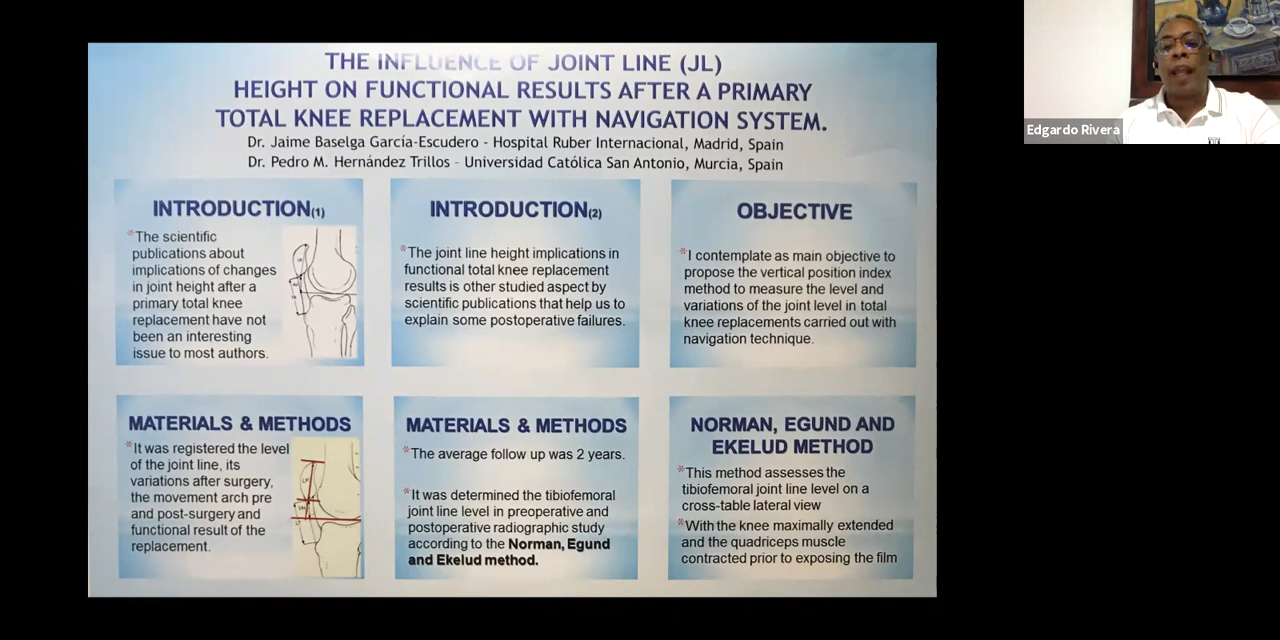 THE INFLUENCE OF JOINT LINE (JL)
HEIGHT ON FUNCTIONAL RESULTS AFTER A PRIMARY
TOTAL KNEE REPLACEMENT WITH NAVIGATION SYSTEM.
Dr. Jaime Baselga García-Escudero - Hospital Ruber Internacional, Madrid, Spain
Dr. Pedro M. Hernández Trillos - Universidad Católica San Antonio, Murcia, Spain
INTRODUCTION(1)
*The scientific
publications about
implications of changes
in joint height after a
primary total knee
replacement have not
been an interesting
issue to most authors.
INTRODUCTION(2)
*The joint line height implications in
functional total knee replacement
results is other studied aspect by
scientific publications that help us to
explain some postoperative failures.
OBJECTIVE
*I contemplate as main objective to
propose the vertical position index
method to measure the level and
variations of the joint level in total
knee replacements carried out with
navigation technique.
MATERIALS & METHODS
*It was registered the level
of the joint line, its
variations after surgery,
the movement arch pre
and post-surgery and
functional result of the
replacement.
MATERIALS & METHODS
*The average follow up was 2 years.
*It was determined the tibiofemoral
joint line level in preoperative and
postoperative radiographic study
according to the Norman, Egund
and Ekelud method.
NORMAN, EGUND AND
EKELUD METHOD
*This method assesses the
tibiofemoral joint line level on a
cross-table lateral view
*With the knee maximally extended
and the quadriceps muscle
contracted prior to exposing the film
Edgardo Rivera